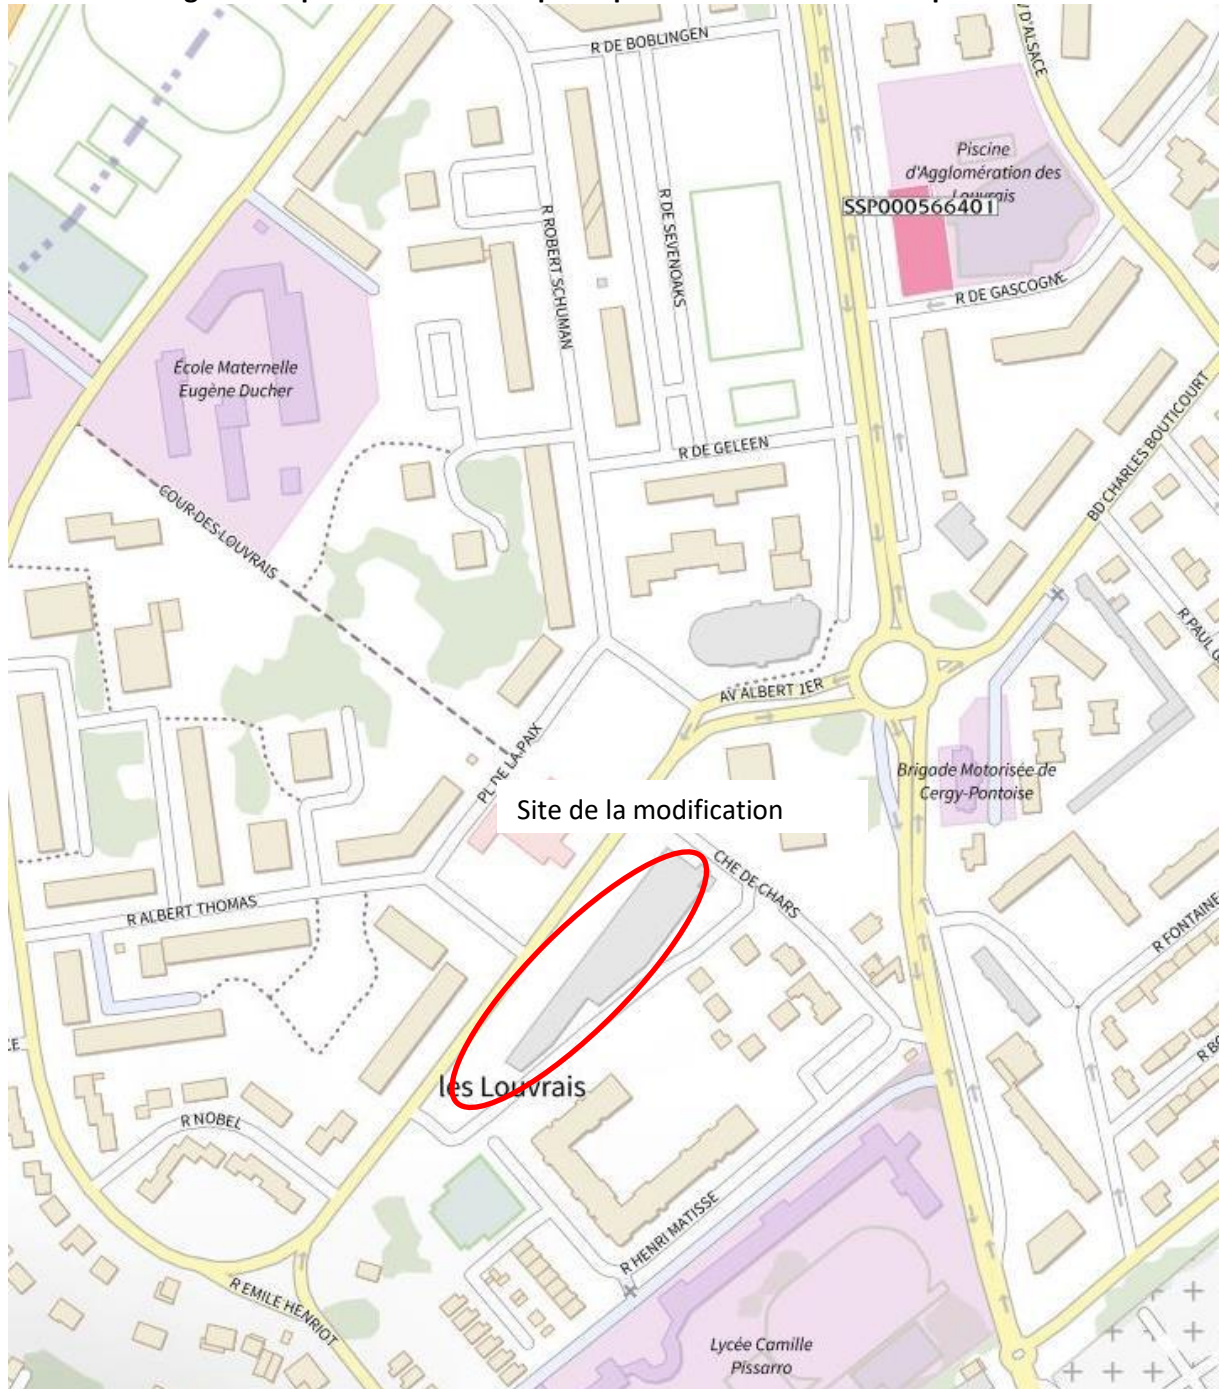 R DE BOBLINGEN
V D'ALSACE
Piscine
d'Agglomération des
Louvrais
SSP000566401
R DE SEVENOAKS
R ROBERT SCHUMAN
R DE GASCOGNE
École Maternelle
Eugène Ducher
R DE GELEEN
BD CHARLES BOUTICOURT
COUR DES LOUVRAIS
R PAUL G
AV ALBERT 1ER
PL DE LA PAIX
Brigade Motorisée de
Cergy-Pontoise
Site de la modification
CHE DE CHARS
R ALBERT THOMAS
R FONTAINE
CE
R BO
les Louvrais
R NOBEL
R HENRI MATISSE
R EMILE HENRIOT
Lycée Camille
Pissarro